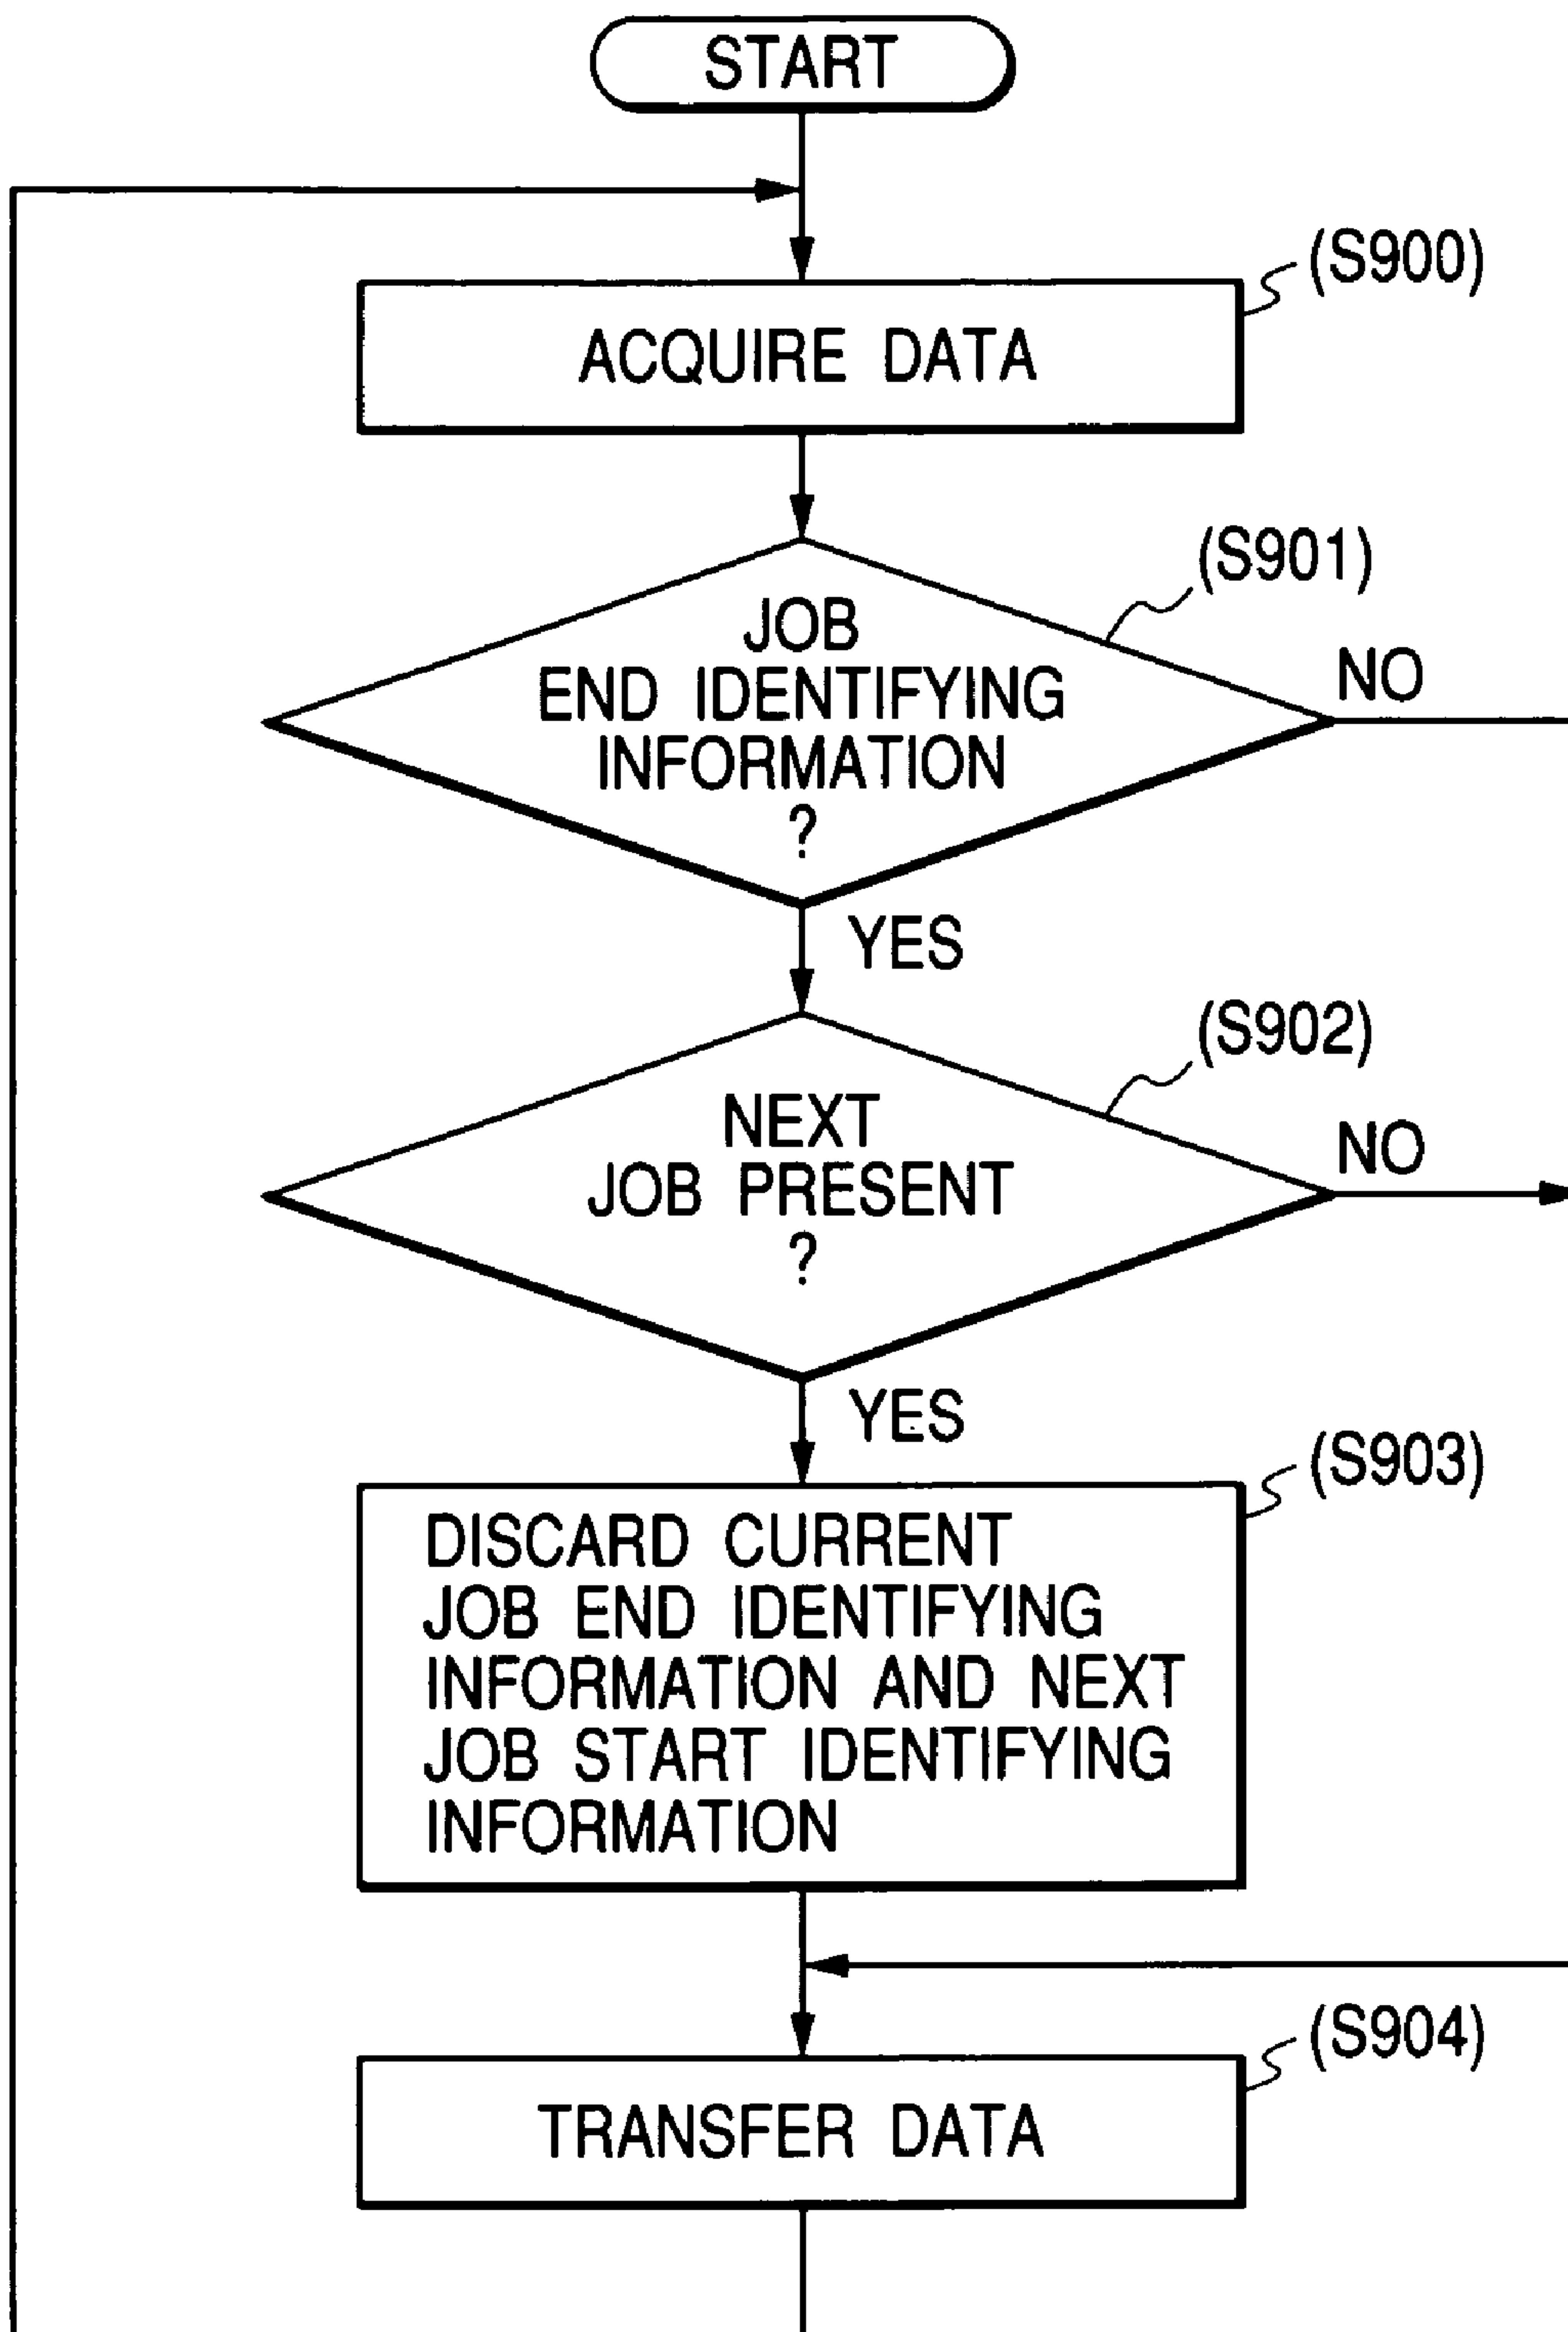 START
(S900)
ACQUIRE DATA
(S901)
JOB
END IDENTIFYING
INFORMATION
?
NO
YES
(S902)
NEXT
JOB PRESENT
?
NO
YES
(S903)
DISCARD CURRENT
JOB END IDENTIFYING
INFORMATION AND NEXT
JOB START IDENTIFYING
INFORMATION
(S904)
TRANSFER DATA